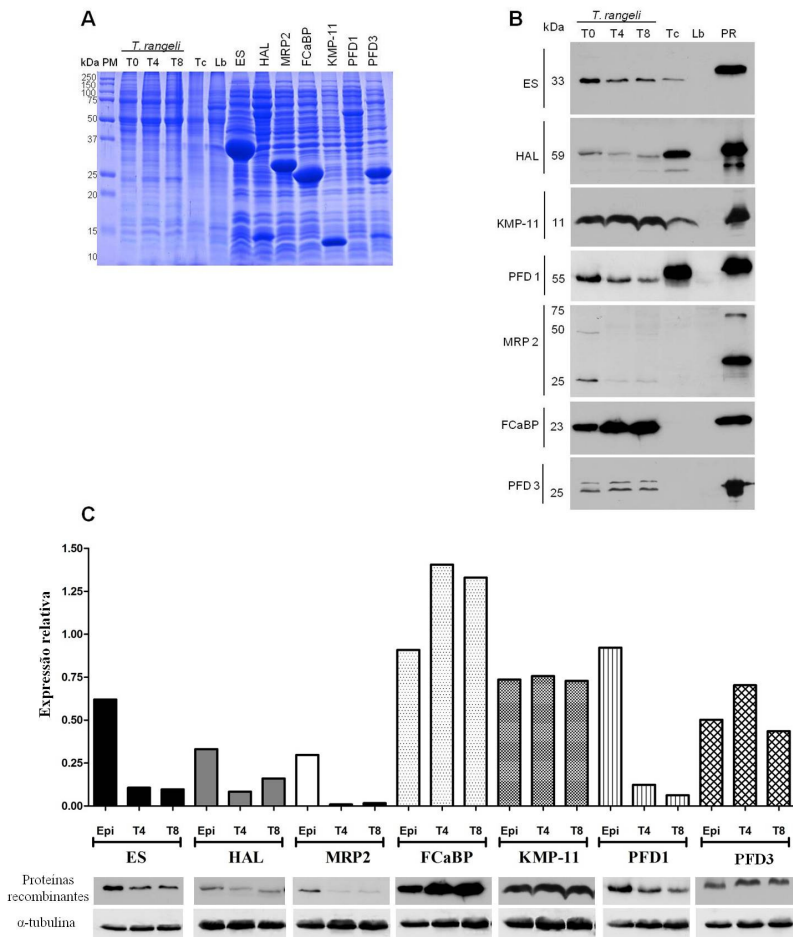 A
T. rangeli
kDa PM T0 T4 T8 Tc Lb ES HAL MRP2 FCaBP KMP-11 PFD1 PFD3
250
150
100
75
50
37
25
20
15
10
B
T. rangeli
kDa T0 T4 T8 Tc Lb PR
ES 33
HAL 59
KMP-11 11
PFD 1 55
75
50
MRP 2
25
FCaBP 23
PFD 3 25
C
Expressão relativa
1.50
1.25
1.00
0.75
0.50
0.25
0.00
Epi T4 T8 Epi T4 T8 Epi T4 T8 Epi T4 T8 Epi T4 T8 Epi T4 T8 Epi T4 T8
ES HAL MRP2 FCaBP KMP-11 PFD1 PFD3
Proteínas
recombinantes
α-tubulina